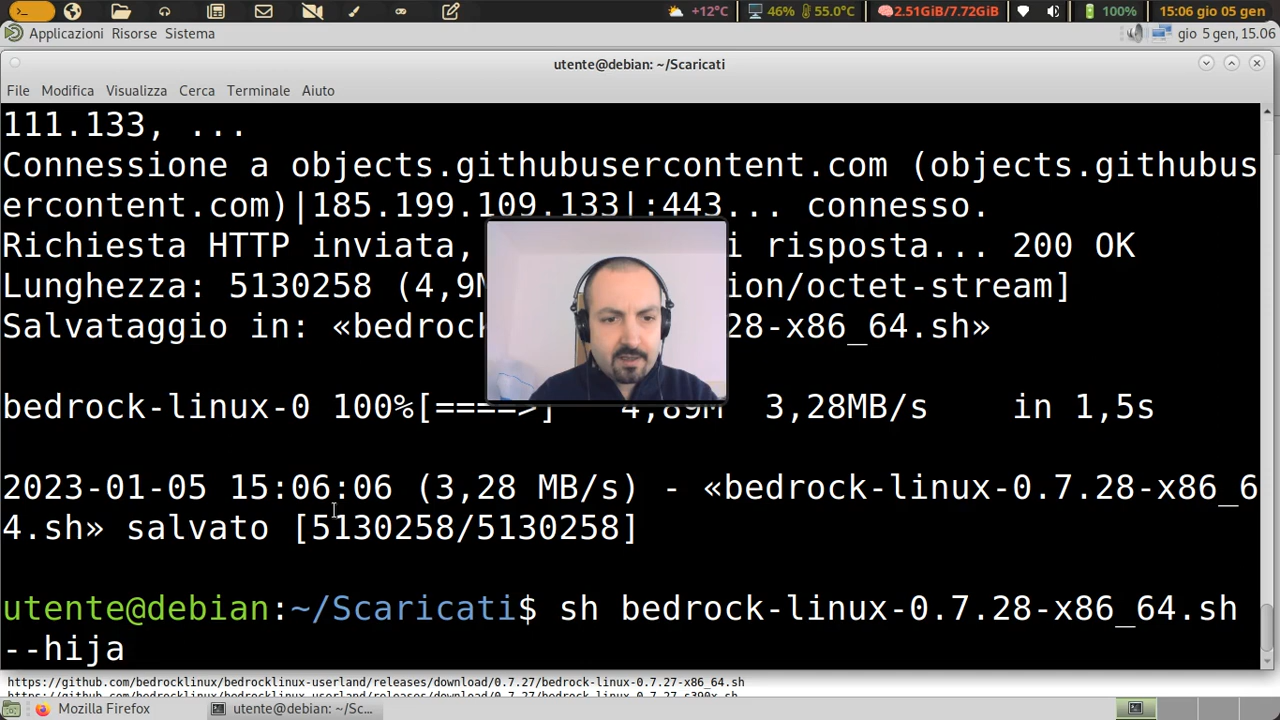 +12°C 46% 55.0°C 2.51GiB/7.72GiB 100% 15:06 gio 05 gen
Applicazioni Risorse Sistema gio 5 gen, 15.06
utente@debian: ~/Scaricati
File Modifica Visualizza Cerca Terminale Aiuto
111.133, ...
Connessione a objects.githubusercontent.com (objects.githubus
ercontent.com)|185.199.109.133|:443... connesso.
Richiesta HTTP inviata, i risposta... 200 OK
Lunghezza: 5130258 (4,9M ion/octet-stream]
Salvataggio in: «bedrock 28-x86_64.sh»
bedrock-linux-0 100%[====>] 4,89M 3,28MB/s in 1,5s
2023-01-05 15:06:06 (3,28 MB/s) - «bedrock-linux-0.7.28-x86_6
4.sh» salvato [5130258/5130258]
utente@debian:~/Scaricati$ sh bedrock-linux-0.7.28-x86_64.sh
--hija
https://github.com/bedrocklinux/bedrocklinux-userland/releases/download/0.7.27/bedrock-linux-0.7.27-x86_64.sh
Mozilla Firefox utente@debian: ~/Sc...